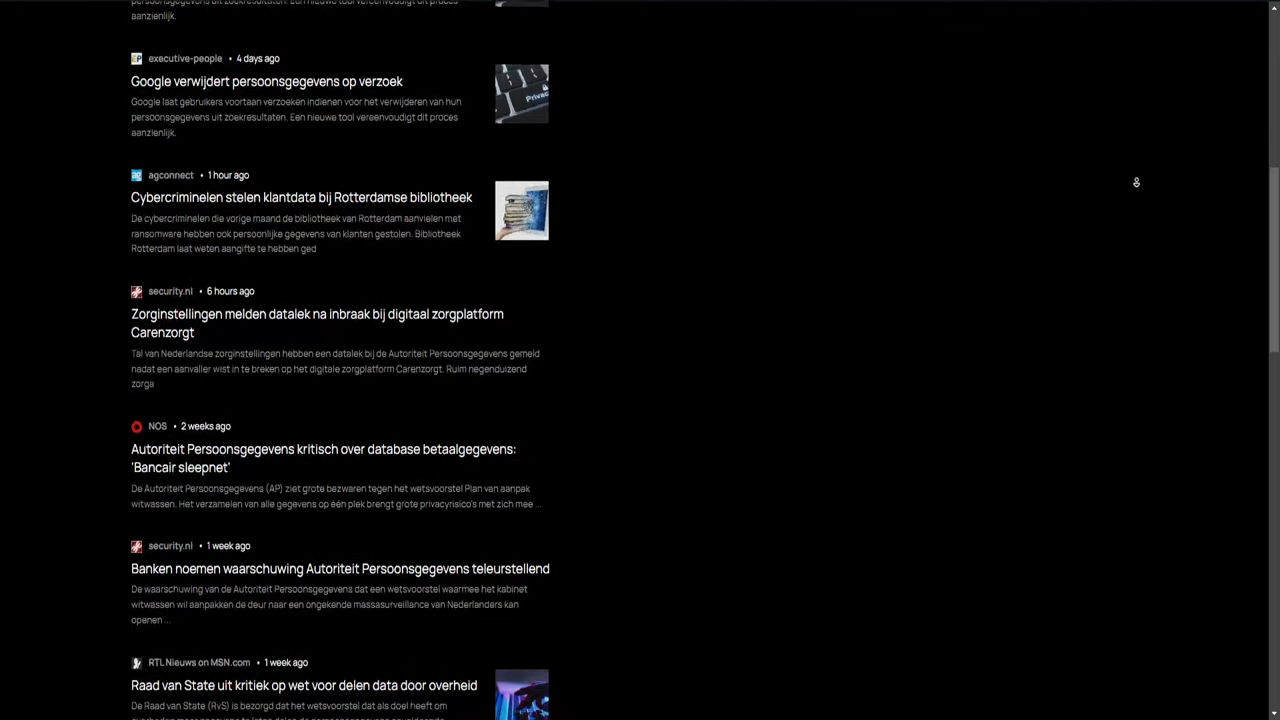 aanzienlijk.
executive-people • 4 days ago
Google verwijdert persoonsgegevens op verzoek
Google laat gebruikers voortaan verzoeken indienen voor het verwijderen van hun
persoonsgegevens uit zoekresultaten. Een nieuwe tool vereenvoudigt dit proces
aanzienlijk.
agconnect • 1 hour ago
Cybercriminelen stelen klantdata bij Rotterdamse bibliotheek
De cybercriminelen die vorige maand de bibliotheek van Rotterdam aanvielen met
ransomware hebben ook persoonlijke gegevens van klanten gestolen. Bibliotheek
Rotterdam laat weten aangifte te hebben ged
security.nl • 6 hours ago
Zorginstellingen melden datalek na inbraak bij digitaal zorgplatform
Carenzorgt
Tal van Nederlandse zorginstellingen hebben een datalek bij de Autoriteit Persoonsgegevens gemeld
nadat een aanvaller wist in te breken op het digitale zorgplatform Carenzorgt. Ruim negenduizend
zorga
NOS • 2 weeks ago
Autoriteit Persoonsgegevens kritisch over database betaalgegevens:
'Bancair sleepnet'
De Autoriteit Persoonsgegevens (AP) ziet grote bezwaren tegen het wetsvoorstel Plan van aanpak
witwassen. Het verzamelen van alle gegevens op één plek brengt grote privacyrisico's met zich mee ...
security.nl • 1 week ago
Banken noemen waarschuwing Autoriteit Persoonsgegevens teleurstellend
De waarschuwing van de Autoriteit Persoonsgegevens dat een wetsvoorstel waarmee het kabinet
witwassen wil aanpakken de deur naar een ongekende massasurveillance van Nederlanders kan
openen ...
RTL Nieuws on MSN.com • 1 week ago
Raad van State uit kritiek op wet voor delen data door overheid
De Raad van State (RvS) is bezorgd dat het wetsvoorstel dat als doel heeft om